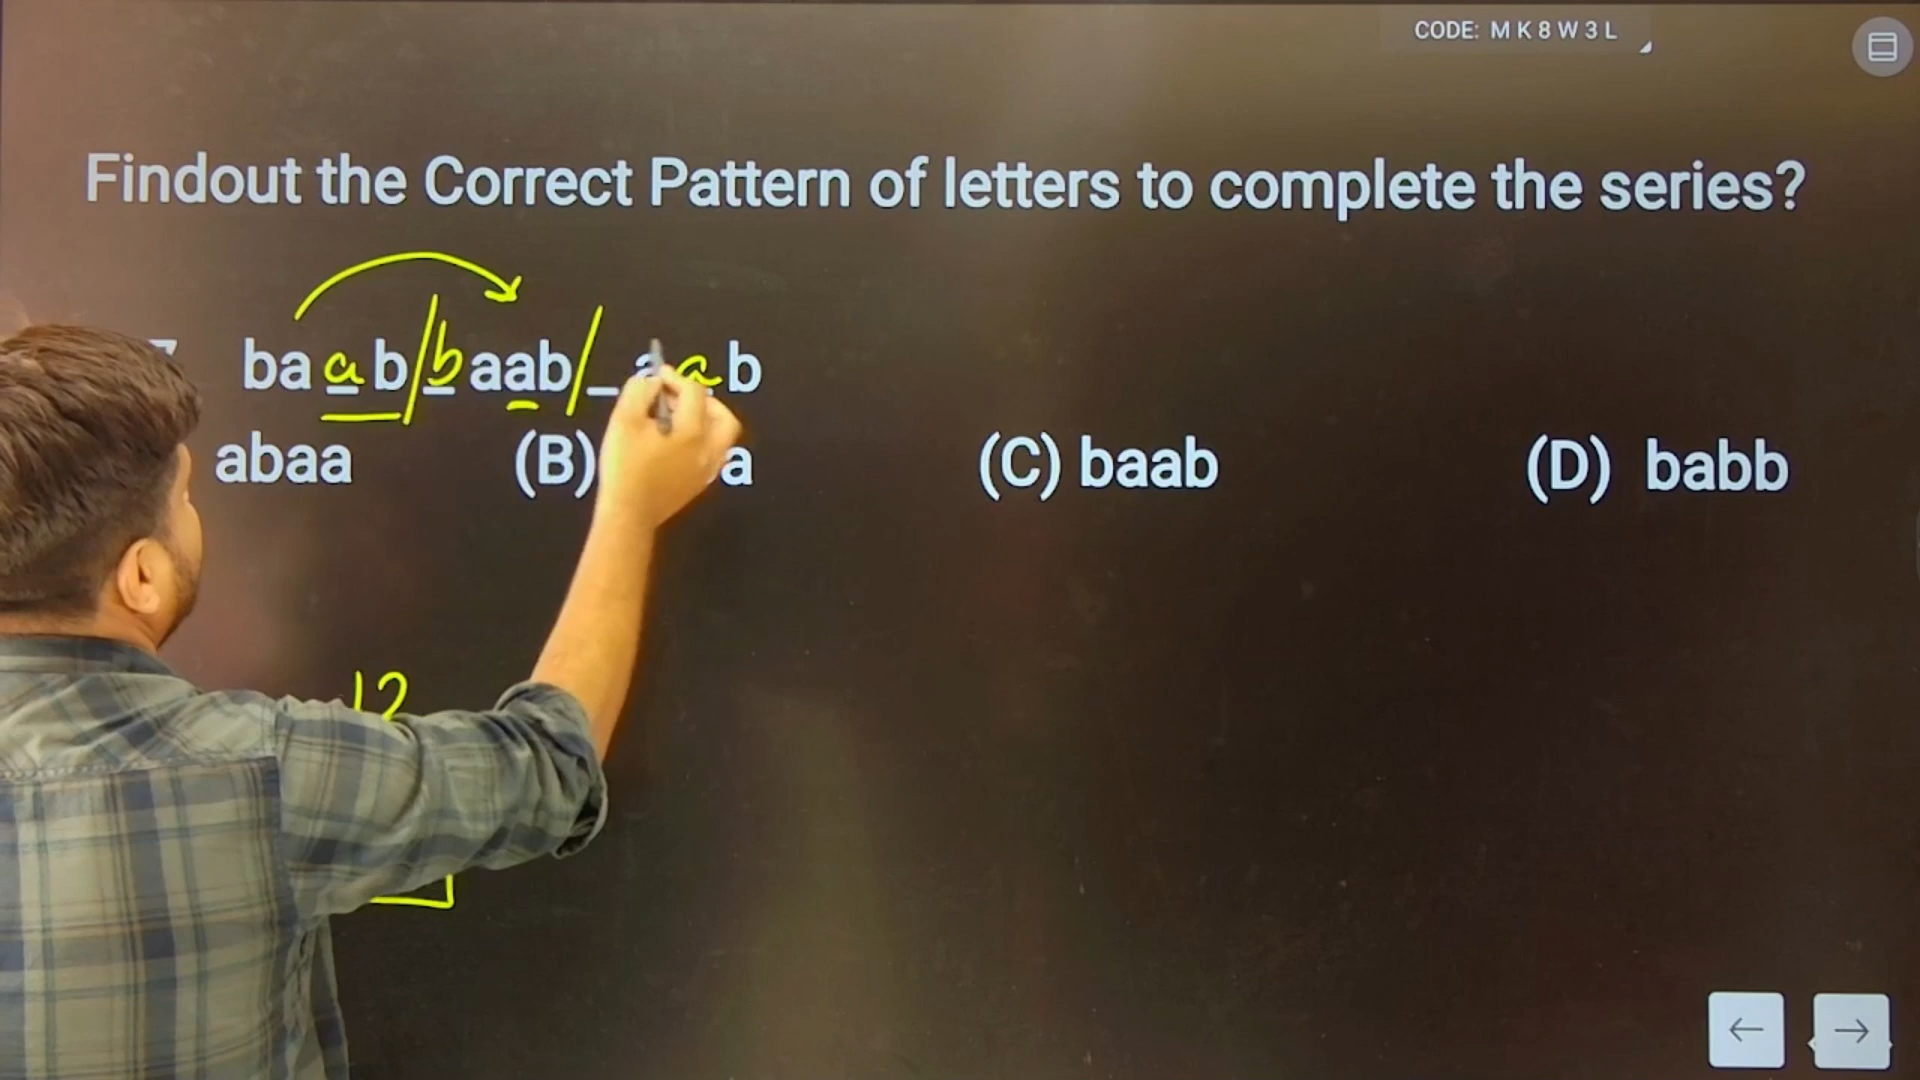 CODE: M K 8 W 3 L
Findout the Correct Pattern of letters to complete the series?
ba a b / b aab / _ a a b
abaa (B) a (C) baab (D) babb
12